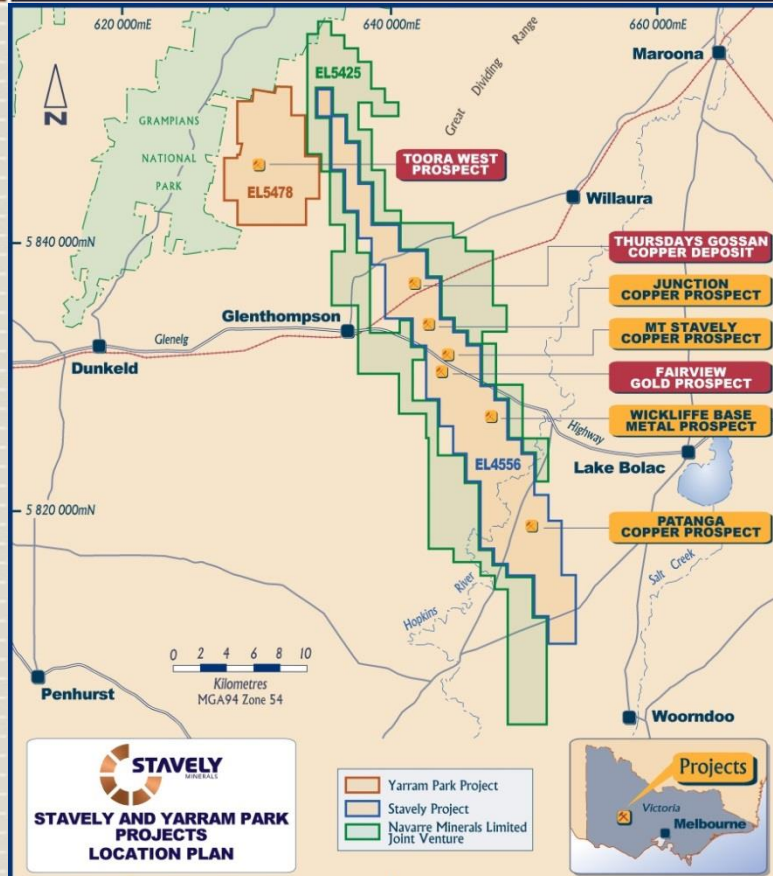 620 000mE
640 000mE
660 000mE
Maroona
EL5425
Great Dividing Range
N
GRAMPIANS
NATIONAL
PARK
TOORA WEST
PROSPECT
EL5478
Willaura
5 840 000mN
THURSDAYS GOSSAN
COPPER DEPOSIT
JUNCTION
COPPER PROSPECT
Glenthompson
MT STAVELY
COPPER PROSPECT
Glenelg
Dunkeld
FAIRVIEW
GOLD PROSPECT
WICKLIFFE BASE
METAL PROSPECT
Highway
EL4556
Lake Bolac
5 820 000mN
PATANGA
COPPER PROSPECT
Hopkins River
Salt Creek
0 2 4 6 8 10
Kilometres
MGA94 Zone 54
Penhurst
Woorndoo
STAVELY
MINERALS
STAVELY AND YARRAM PARK
PROJECTS
LOCATION PLAN
Yarram Park Project
Stavely Project
Navarre Minerals Limited
Joint Venture
Projects
Victoria
Melbourne